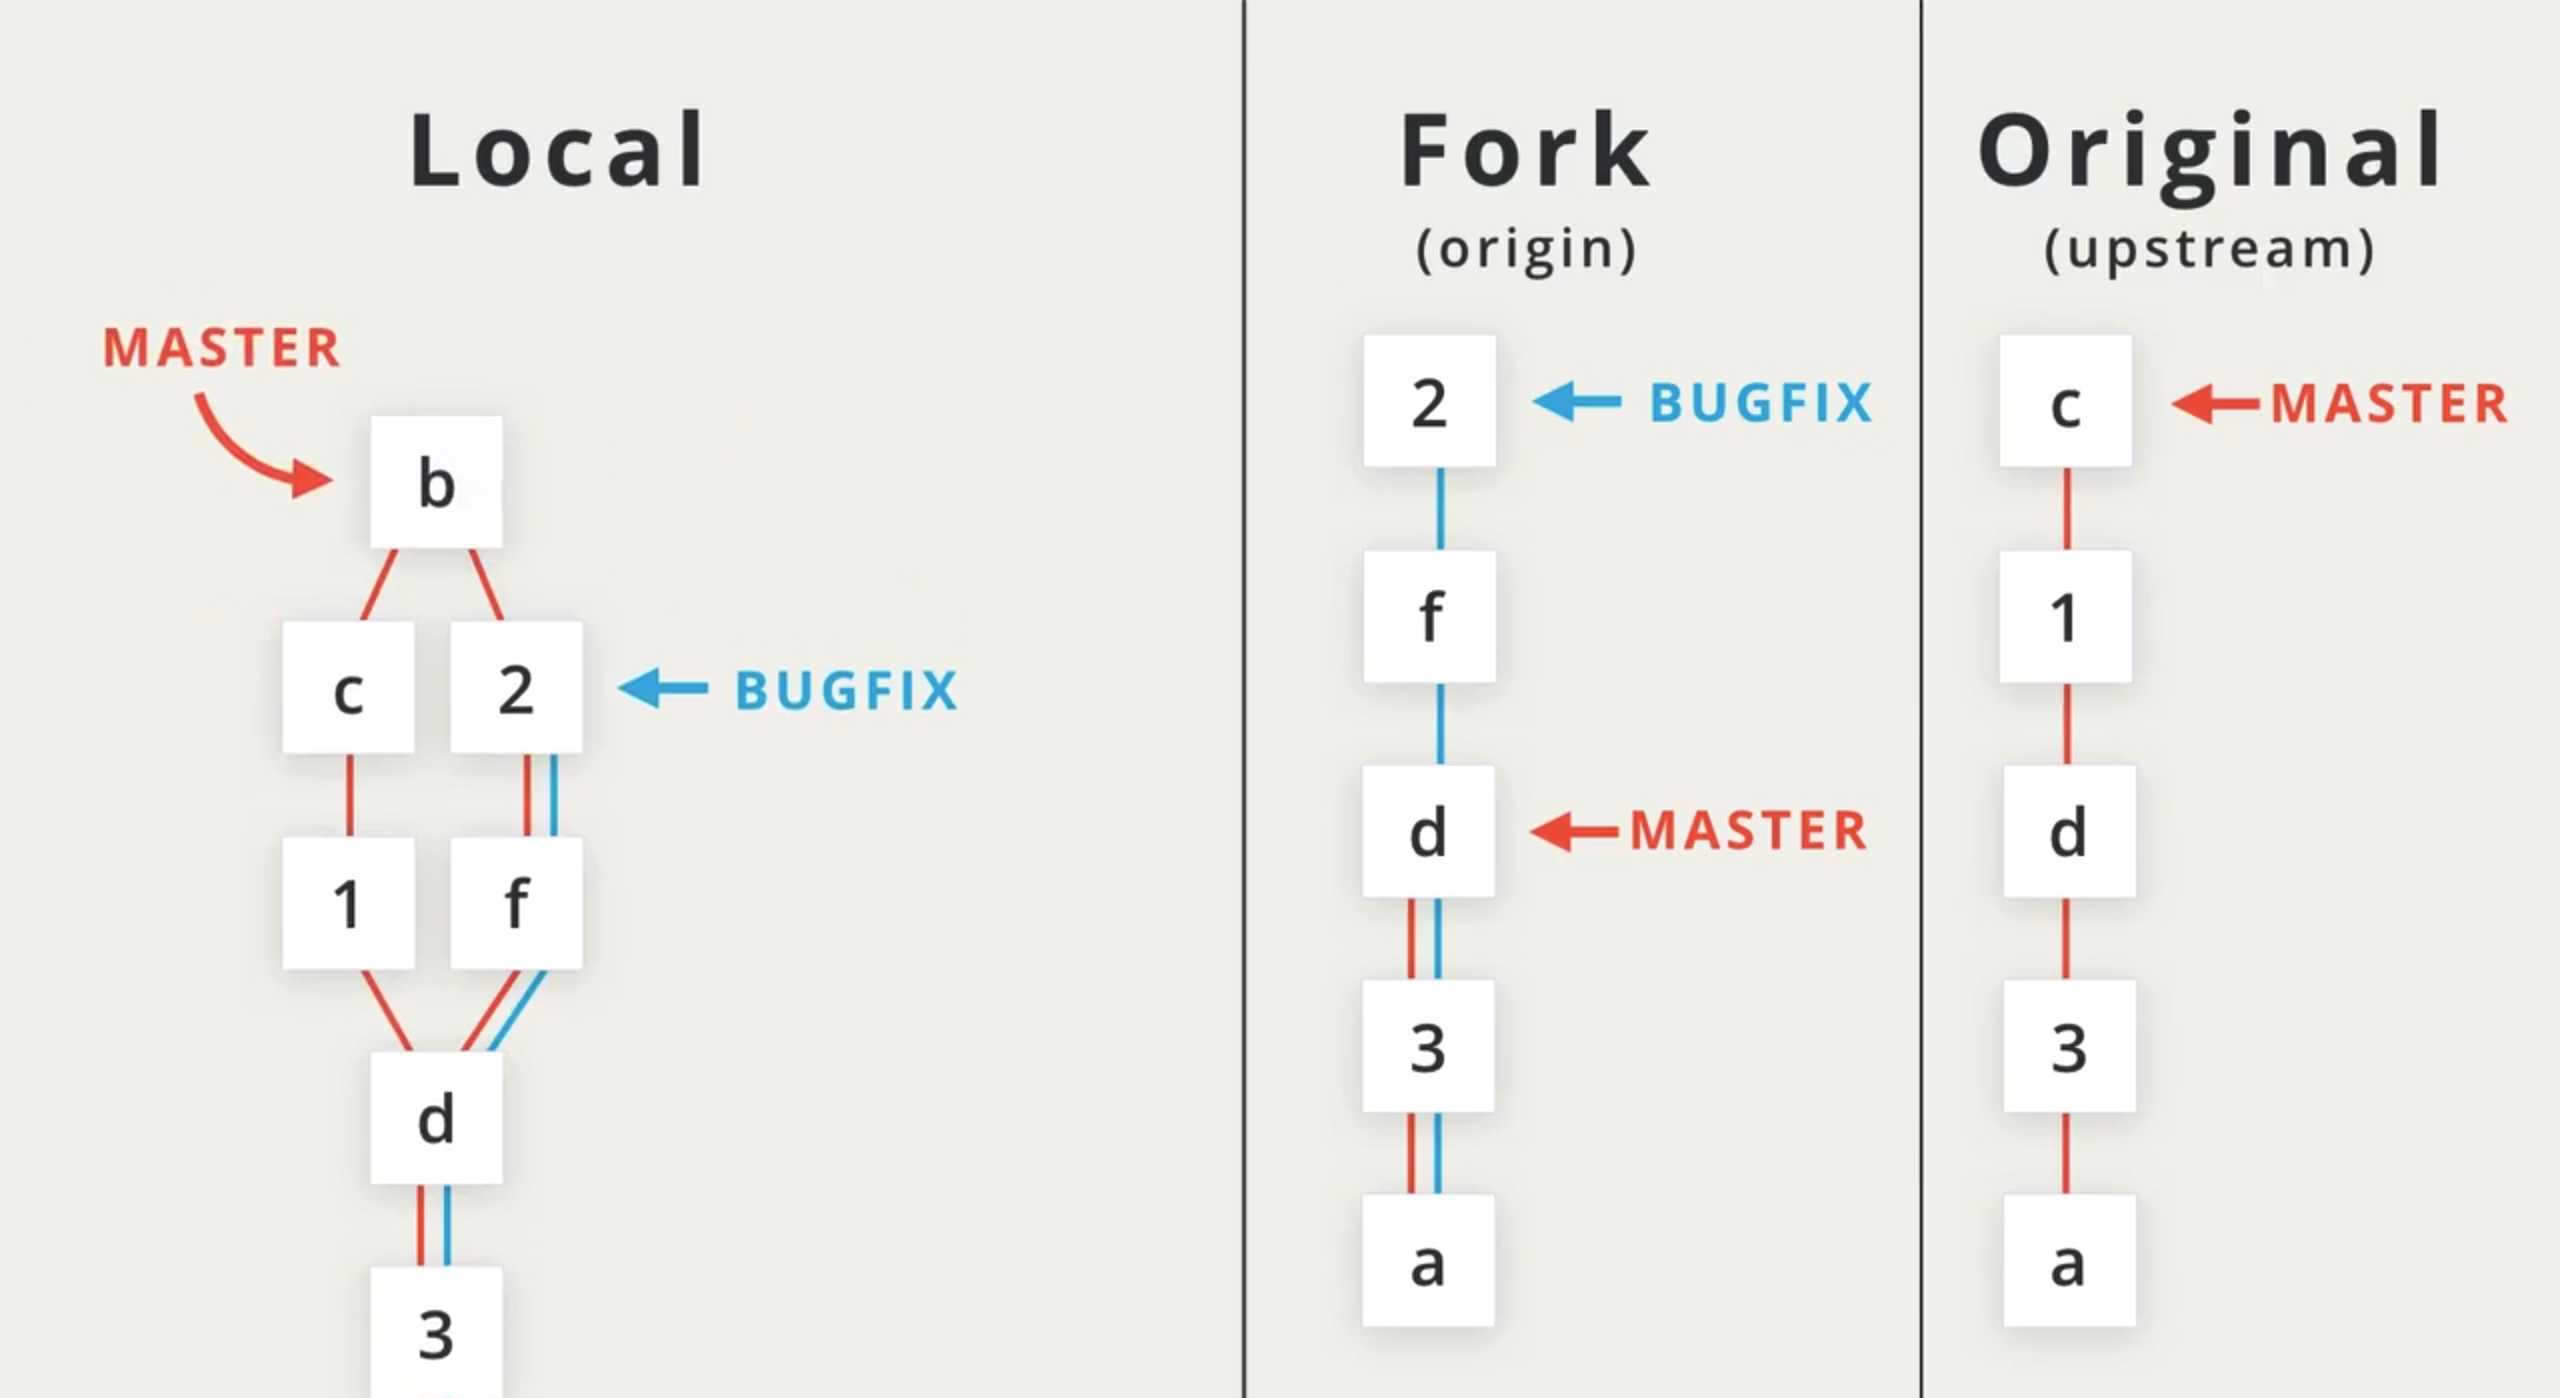 Local
MASTER
b
c 2 BUGFIX
1 f
d
3
Fork
(origin)
2 BUGFIX
f
d MASTER
3
a
Original
(upstream)
c MASTER
1
d
3
a